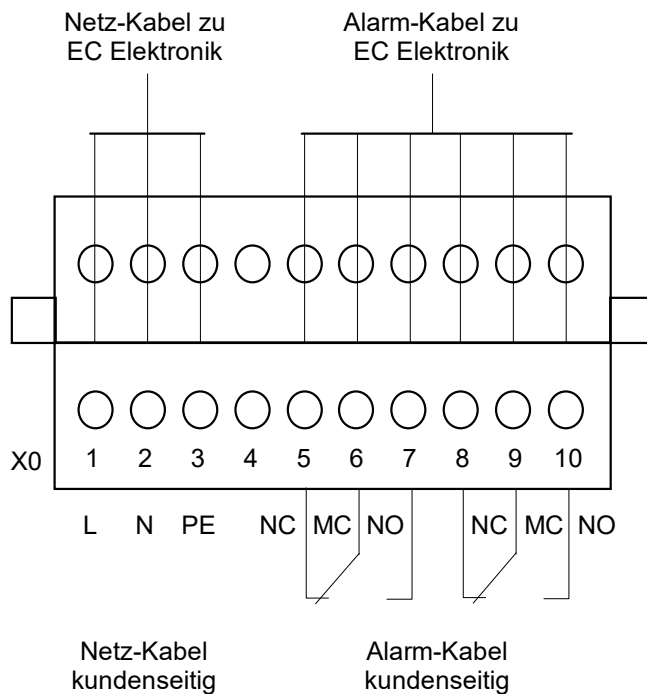 Netz-Kabel zu
EC Elektronik
Alarm-Kabel zu
EC Elektronik
X0 1 2 3 4 5 6 7 8 9 10
L N PE NC MC NO NC MC NO
Netz-Kabel
kundenseitig
Alarm-Kabel
kundenseitig